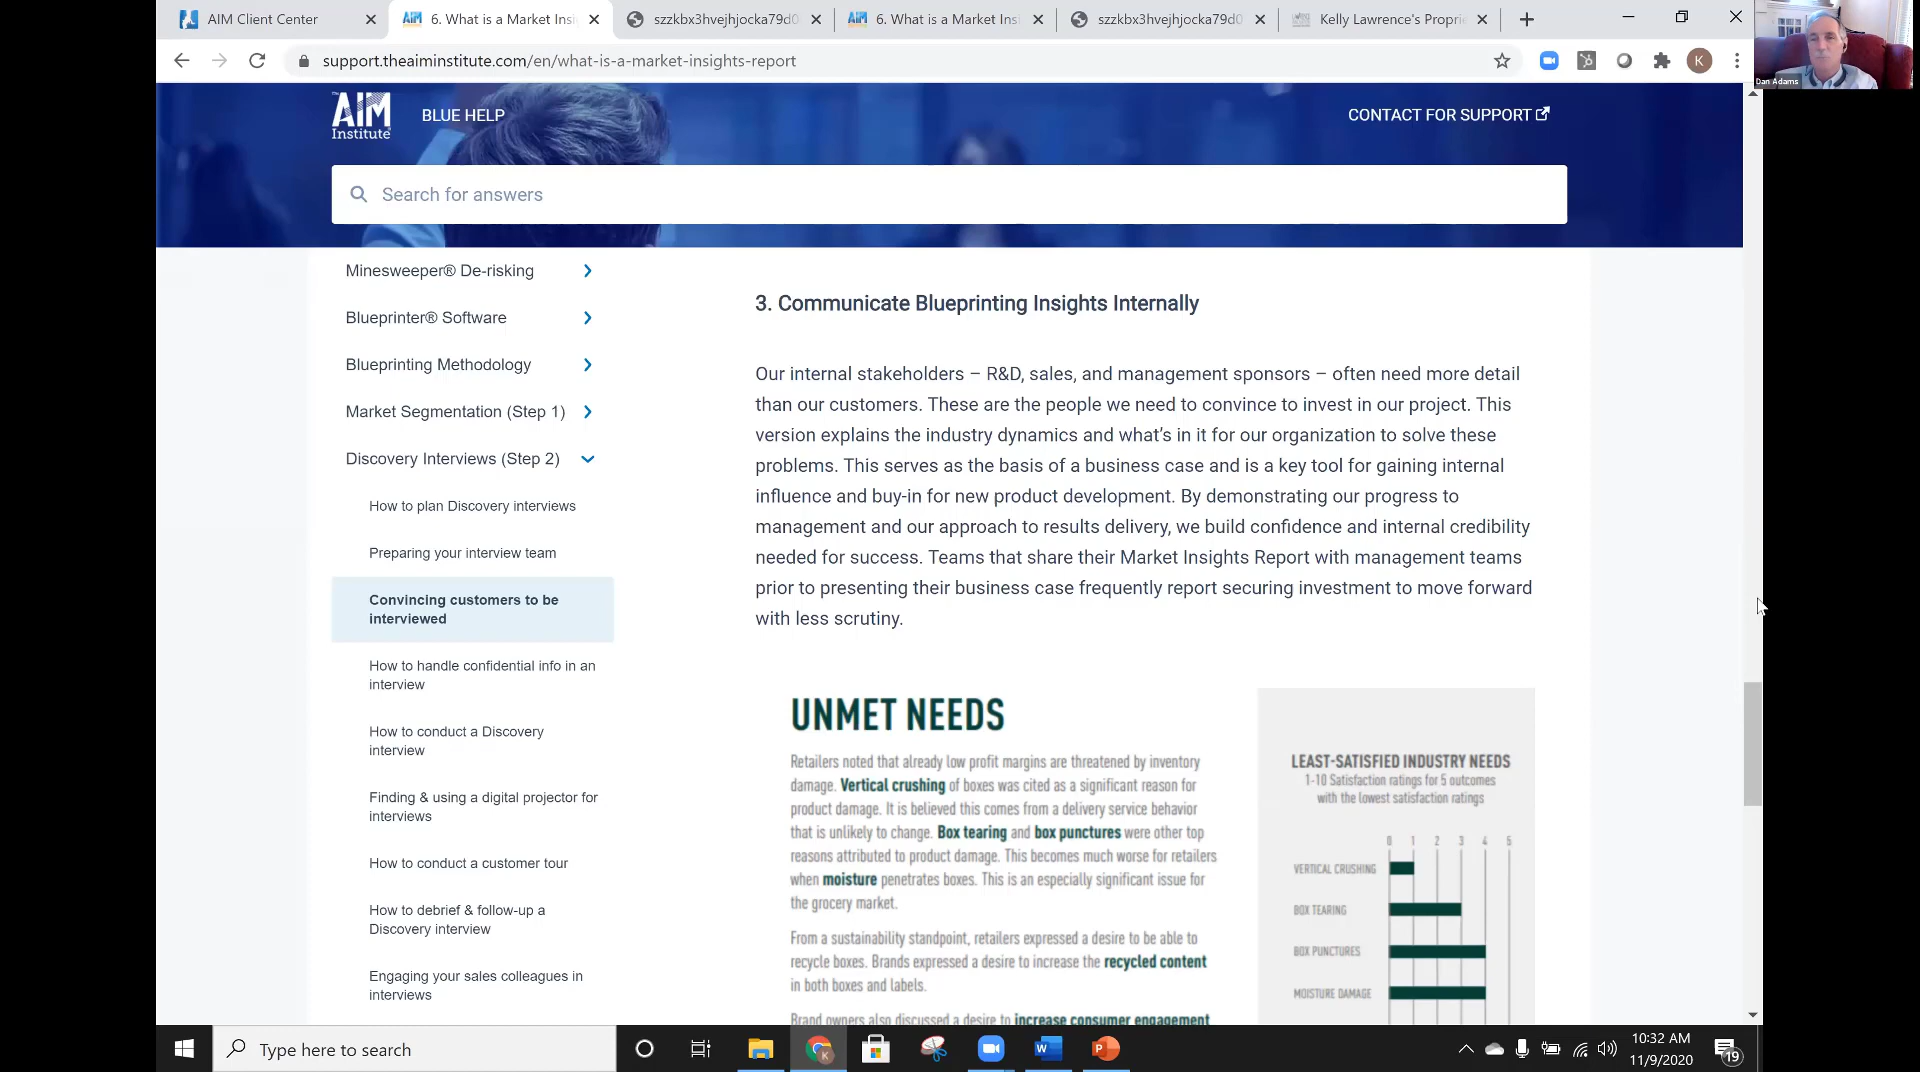 AIM Client Center
6. What is a Market Insi
szzkbx3hvejhjocka79d0
6. What is a Market Insi
szzkbx3hvejhjocka79d0
Kelly Lawrence's Propri
support.theaiminstitute.com/en/what-is-a-market-insights-report
K
Dan Adams
The
AIM
Institute
BLUE HELP
CONTACT FOR SUPPORT
Search for answers
Minesweeper® De-risking
Blueprinter® Software
Blueprinting Methodology
Market Segmentation (Step 1)
Discovery Interviews (Step 2)
How to plan Discovery interviews
Preparing your interview team
Convincing customers to be
interviewed
How to handle confidential info in an
interview
How to conduct a Discovery
interview
Finding & using a digital projector for
interviews
How to conduct a customer tour
How to debrief & follow-up a
Discovery interview
Engaging your sales colleagues in
interviews
3. Communicate Blueprinting Insights Internally
Our internal stakeholders – R&D, sales, and management sponsors – often need more detail
than our customers. These are the people we need to convince to invest in our project. This
version explains the industry dynamics and what's in it for our organization to solve these
problems. This serves as the basis of a business case and is a key tool for gaining internal
influence and buy-in for new product development. By demonstrating our progress to
management and our approach to results delivery, we build confidence and internal credibility
needed for success. Teams that share their Market Insights Report with management teams
prior to presenting their business case frequently report securing investment to move forward
with less scrutiny.
UNMET NEEDS
Retailers noted that already low profit margins are threatened by inventory
damage. Vertical crushing of boxes was cited as a significant reason for
product damage. It is believed this comes from a delivery service behavior
that is unlikely to change. Box tearing and box punctures were other top
reasons attributed to product damage. This becomes much worse for retailers
when moisture penetrates boxes. This is an especially significant issue for
the grocery market.
From a sustainability standpoint, retailers expressed a desire to be able to
recycle boxes. Brands expressed a desire to increase the recycled content
in both boxes and labels.
Brand owners also discussed a desire to increase consumer engagement
LEAST-SATISFIED INDUSTRY NEEDS
1-10 Satisfaction ratings for 5 outcomes
with the lowest satisfaction ratings
0 1 2 3 4 5
VERTICAL CRUSHING
BOX TEARING
BOX PUNCTURES
MOISTURE DAMAGE
Type here to search
10:32 AM
11/9/2020
19